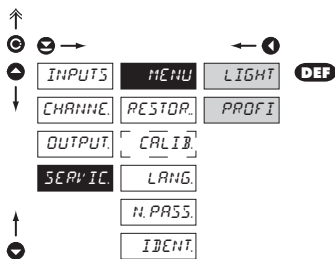 INPUTS MENU LIGHT DEF
CHANNE. RESTOR.. PROFI
OUTPUT. CALIB.
SERVIC. LANG.
N. PASS.
IDENT.